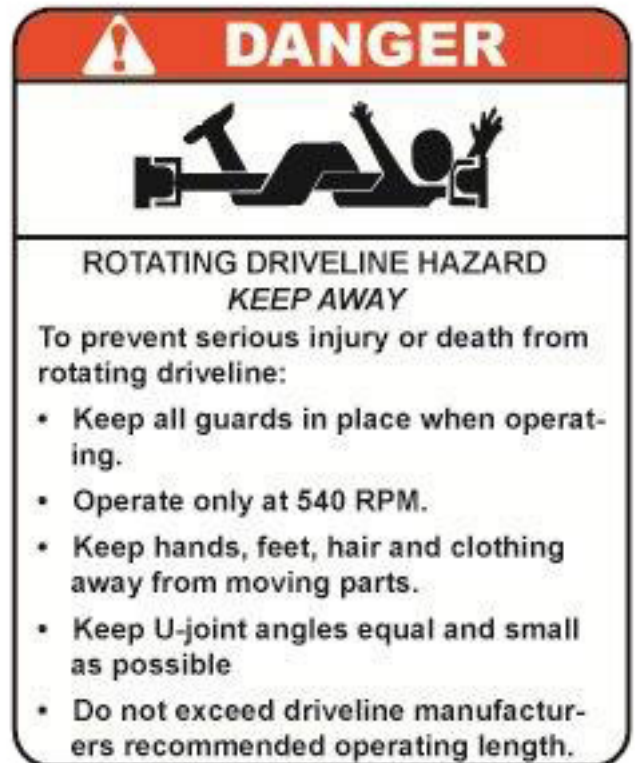 DANGER
ROTATING DRIVELINE HAZARD
KEEP AWAY
To prevent serious injury or death from
rotating driveline:
• Keep all guards in place when operat-
ing.
• Operate only at 540 RPM.
• Keep hands, feet, hair and clothing
away from moving parts.
• Keep U-joint angles equal and small
as possible
• Do not exceed driveline manufactur-
ers recommended operating length.